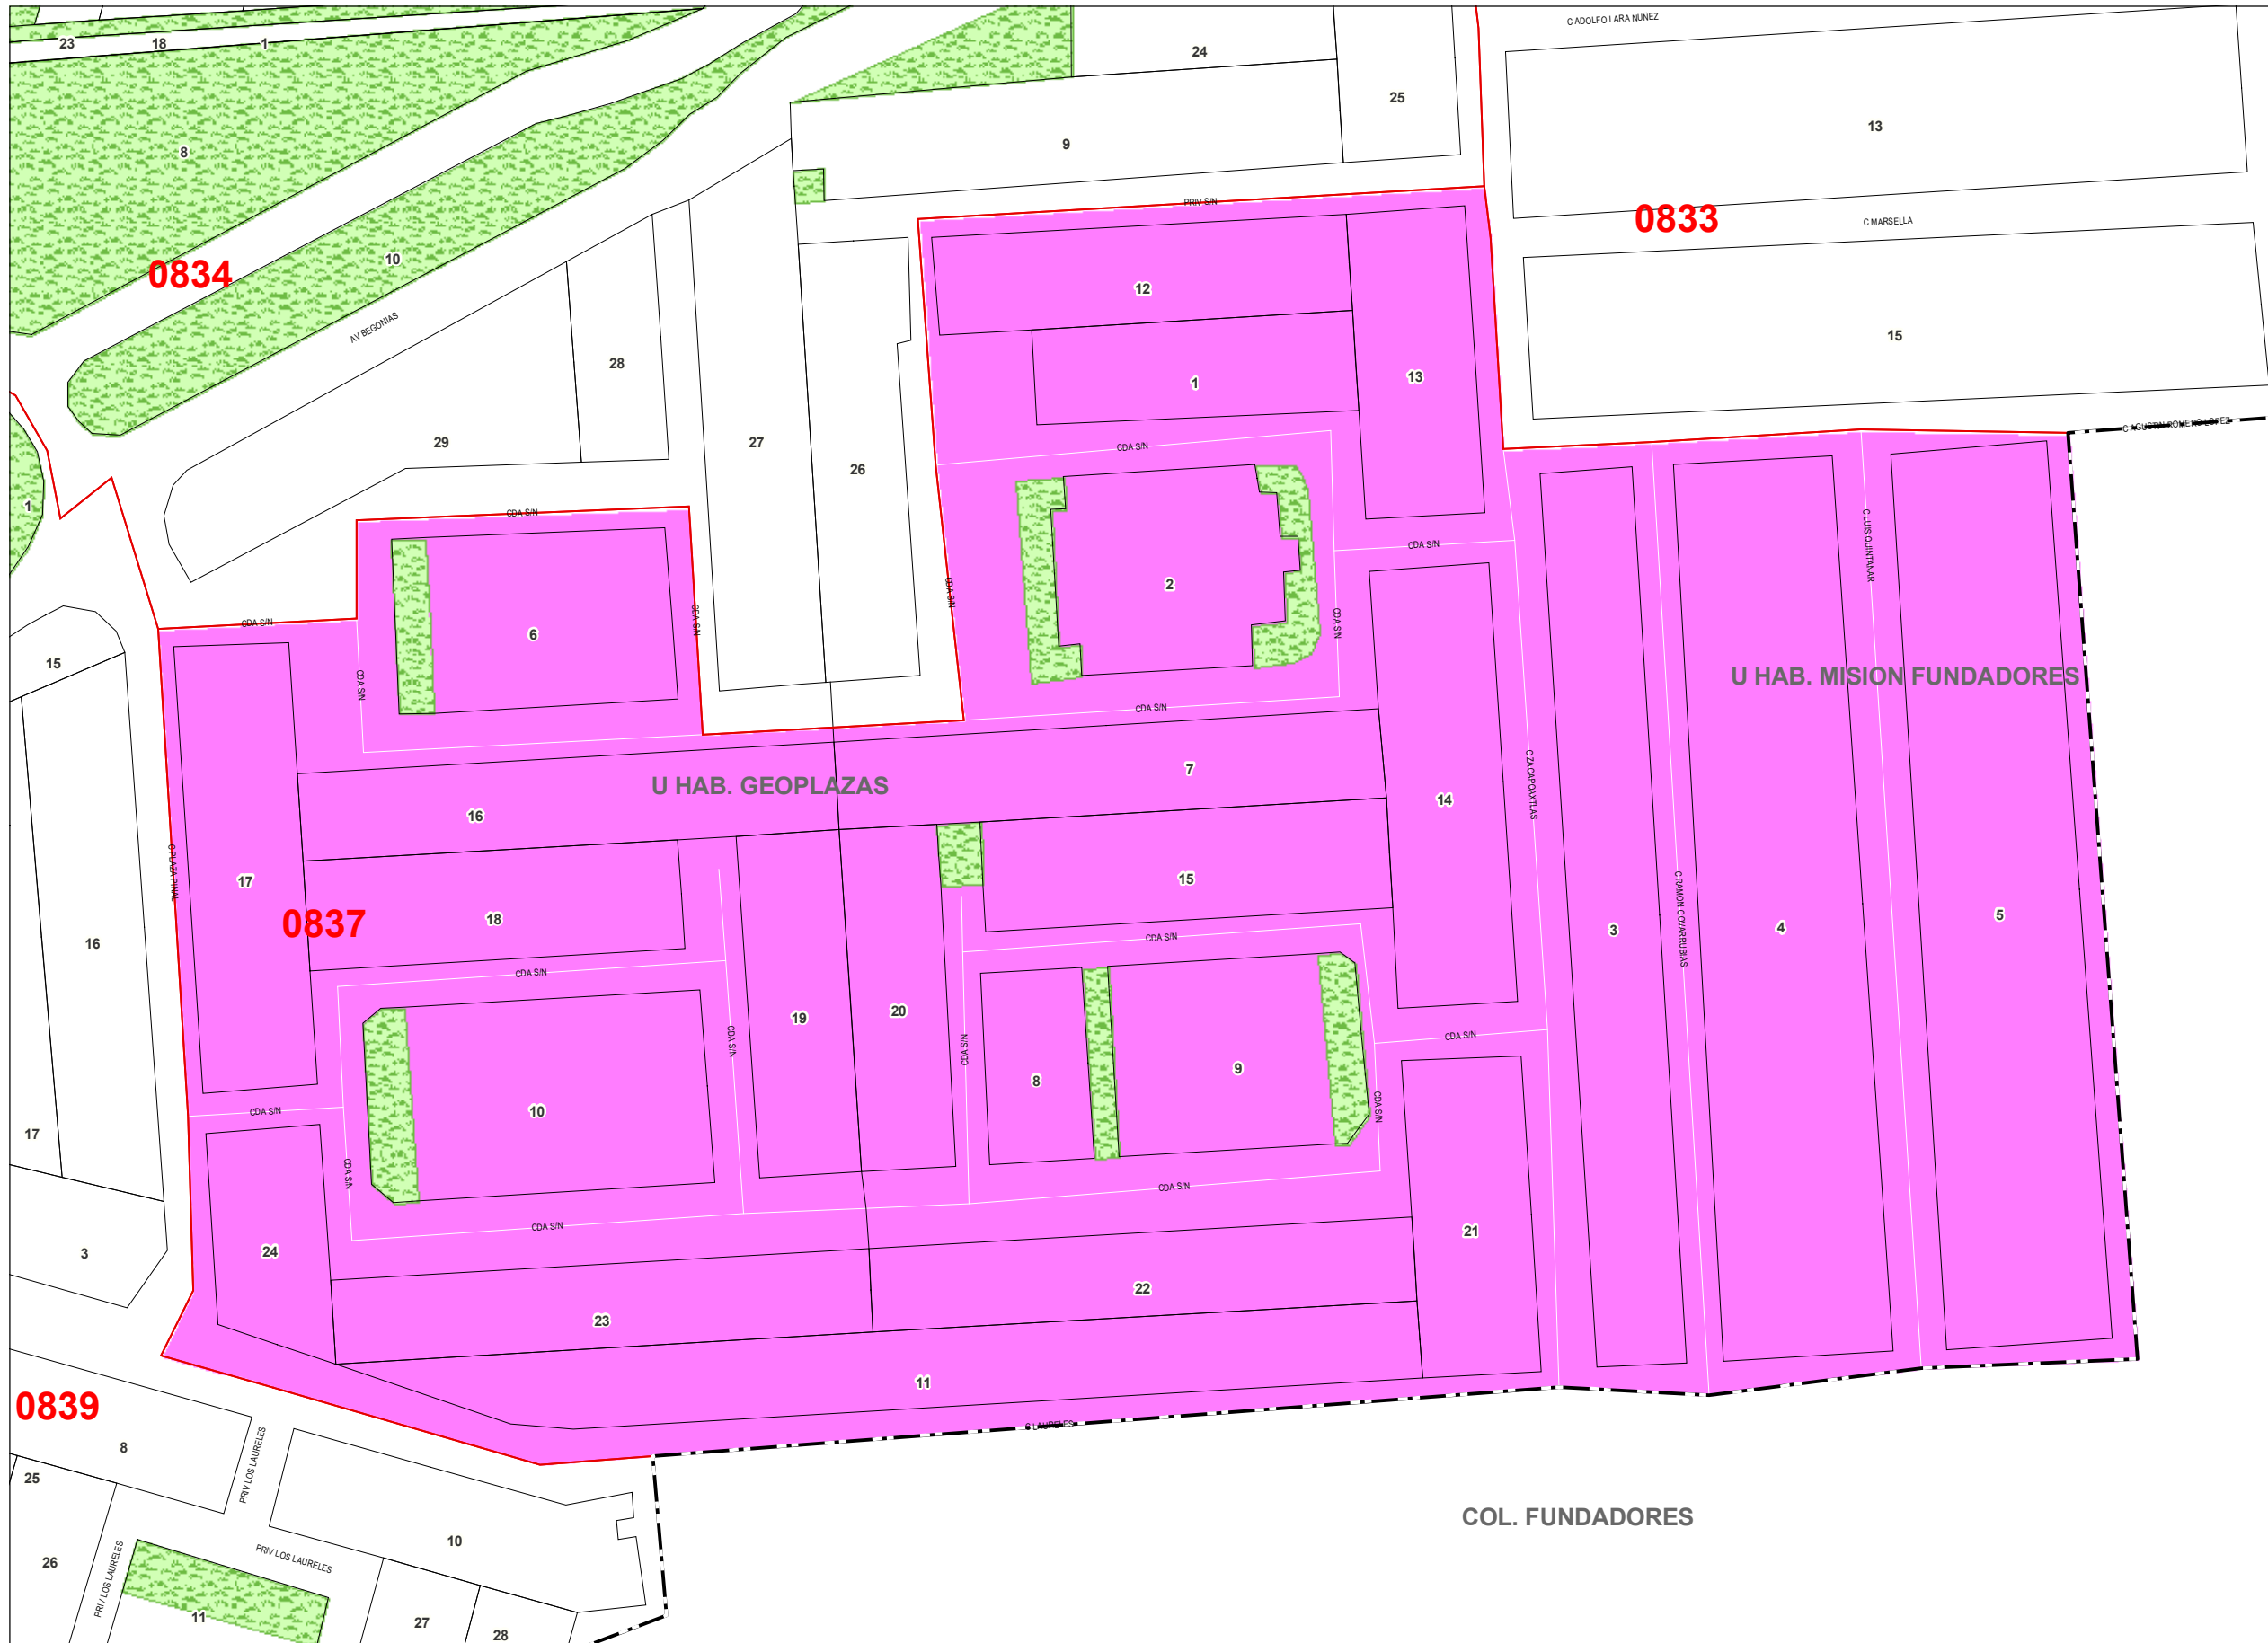 C ADOLFO LARA NUÑEZ
23
18
1
24
25
13
9
8
PRIV S/N
0833
C MARSELLA
10
0834
12
AV BEGONIAS
15
28
1
13
29
27
26
CDA S/N
C AGUSTIN ROMERO LOPEZ
1
CDA S/N
CDA S/N
C LUIS QUINTANAR
2
CDA S/N
CDA S/N
CDA S/N
CDA S/N
6
15
CDA S/N
U HAB. MISION FUNDADORES
CDA S/N
7
U HAB. GEOPLAZAS
C ZACAPOAXTLAS
14
16
C PLAZA PINAL
17
15
18
0837
C RAMON COVARRUBIAS
3
4
5
16
CDA S/N
CDA S/N
19
20
CDA S/N
CDA S/N
CDA S/N
8
9
CDA S/N
10
CDA S/N
17
CDA S/N
CDA S/N
CDA S/N
21
24
3
22
23
11
0839
C LAURELES
8
PRIV LOS LAURELES
25
COL. FUNDADORES
10
26
PRIV LOS LAURELES
PRIV LOS LAURELES
11
27
28